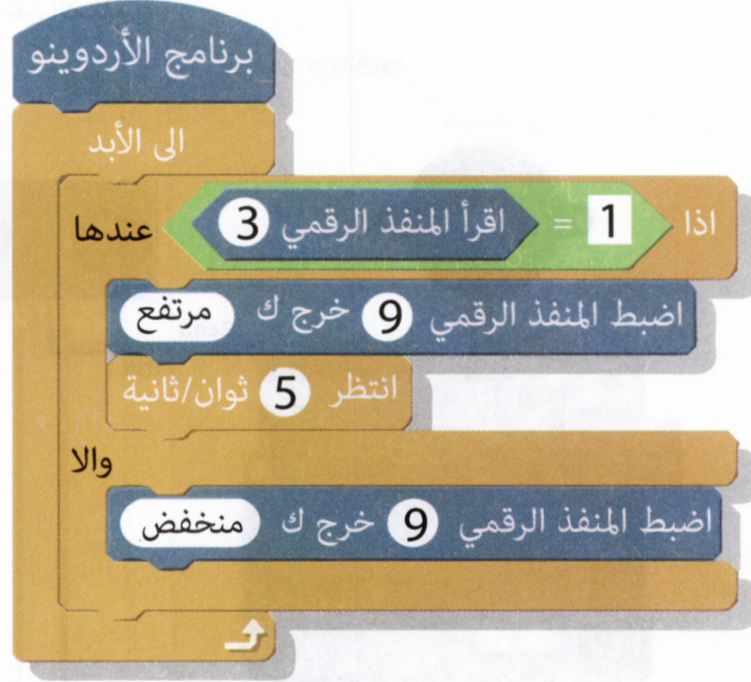 برنامج الأردوينو
الى الأبد
اذا 1 = اقرأ المنفذ الرقمي 3 عندها
اضبط المنفذ الرقمي 9 خرج ك مرتفع
انتظر 5 ثوان/ثانية
والا
اضبط المنفذ الرقمي 9 خرج ك منخفض